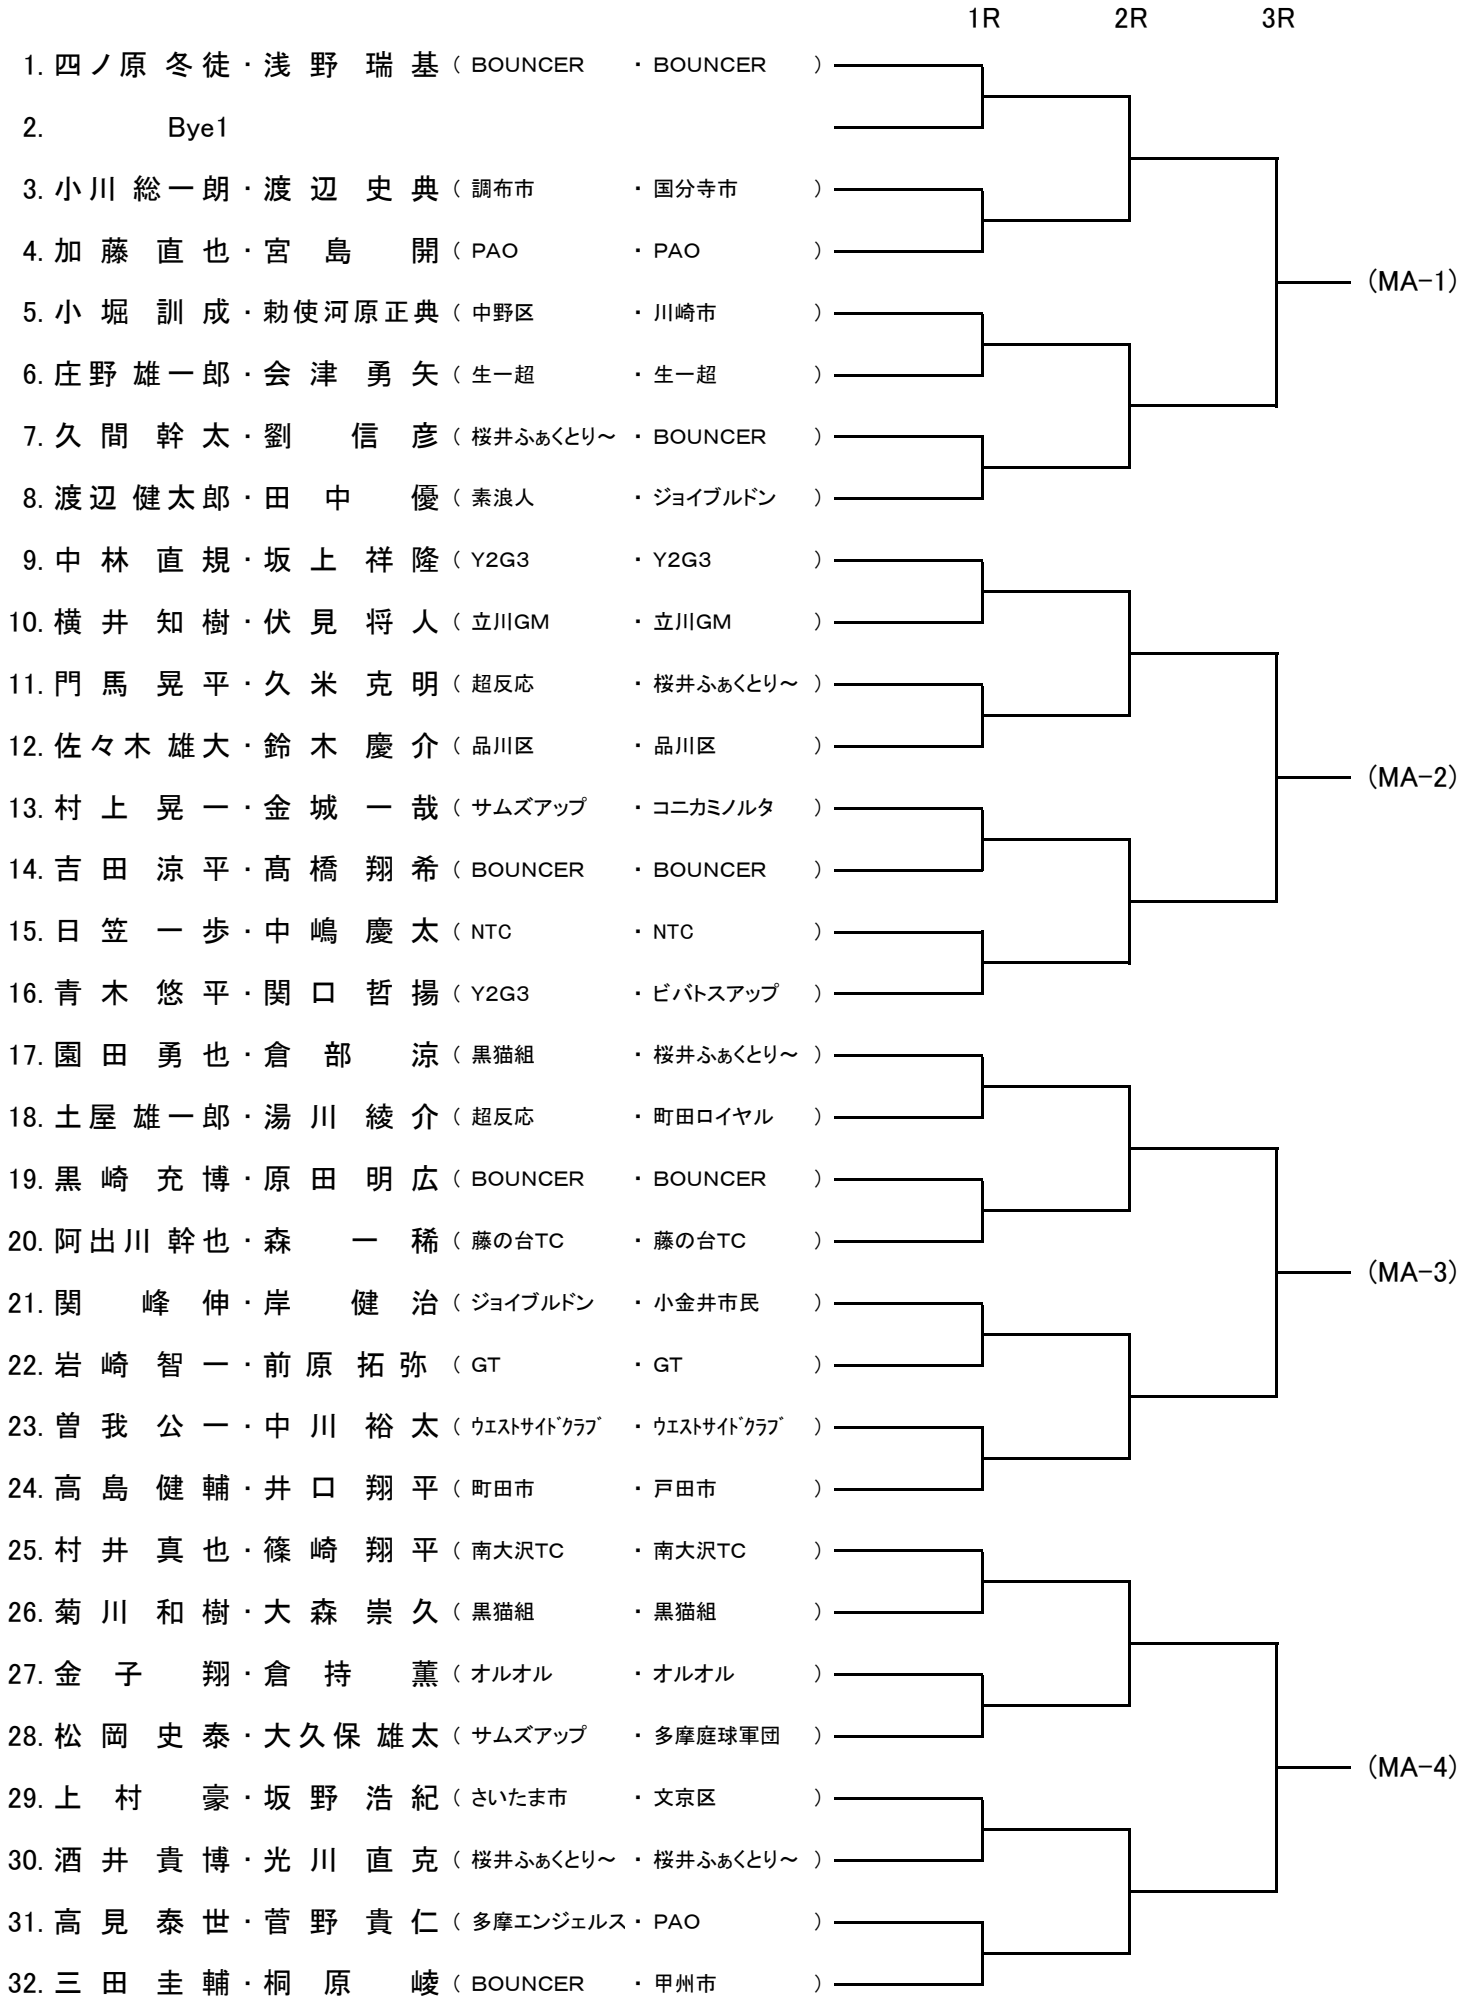 1R 2R 3R
1. 四ノ原 冬徒・浅野 瑞基 ( BOUNCER ・ BOUNCER )
2. Bye1
3. 小川 総一朗・渡辺 史典 ( 調布市 ・ 国分寺市 )
4. 加藤 直也・宮島 開 ( PAO ・ PAO )
(MA-1)
5. 小堀 訓成・勅使河原正典 ( 中野区 ・ 川崎市 )
6. 庄野 雄一郎・会津 勇矢 ( 生一超 ・ 生一超 )
7. 久間 幹太・劉 信彦 ( 桜井ふぁくとり～ ・ BOUNCER )
8. 渡辺 健太郎・田中 優 ( 素浪人 ・ ジョイブルドン )
9. 中林 直規・坂上 祥隆 ( Y2G3 ・ Y2G3 )
10. 横井 知樹・伏見 将人 ( 立川GM ・ 立川GM )
11. 門馬 晃平・久米 克明 ( 超反応 ・ 桜井ふぁくとり～ )
12. 佐々木 雄大・鈴木 慶介 ( 品川区 ・ 品川区 )
(MA-2)
13. 村上 晃一・金城 一哉 ( サムズアップ ・ コニカミノルタ )
14. 吉田 涼平・髙橋 翔希 ( BOUNCER ・ BOUNCER )
15. 日笠 一歩・中嶋 慶太 ( NTC ・ NTC )
16. 青木 悠平・関口 哲揚 ( Y2G3 ・ ビバトスアップ )
17. 園田 勇也・倉部 涼 ( 黒猫組 ・ 桜井ふぁくとり～ )
18. 土屋 雄一郎・湯川 綾介 ( 超反応 ・ 町田ロイヤル )
19. 黒崎 充博・原田 明広 ( BOUNCER ・ BOUNCER )
20. 阿出川 幹也・森 一稀 ( 藤の台TC ・ 藤の台TC )
(MA-3)
21. 関 峰伸・岸 健治 ( ジョイブルドン ・ 小金井市民 )
22. 岩崎 智一・前原 拓弥 ( GT ・ GT )
23. 曽我 公一・中川 裕太 ( ｳｴｽﾄｻｲﾄﾞｸﾗﾌﾞ ・ ｳｴｽﾄｻｲﾄﾞｸﾗﾌﾞ )
24. 高島 健輔・井口 翔平 ( 町田市 ・ 戸田市 )
25. 村井 真也・篠崎 翔平 ( 南大沢TC ・ 南大沢TC )
26. 菊川 和樹・大森 崇久 ( 黒猫組 ・ 黒猫組 )
27. 金子 翔・倉持 薫 ( オルオル ・ オルオル )
28. 松岡 史泰・大久保 雄太 ( サムズアップ ・ 多摩庭球軍団 )
(MA-4)
29. 上村 豪・坂野 浩紀 ( さいたま市 ・ 文京区 )
30. 酒井 貴博・光川 直克 ( 桜井ふぁくとり～ ・ 桜井ふぁくとり～ )
31. 高見 泰世・菅野 貴仁 ( 多摩エンジェルス ・ PAO )
32. 三田 圭輔・桐原 崚 ( BOUNCER ・ 甲州市 )